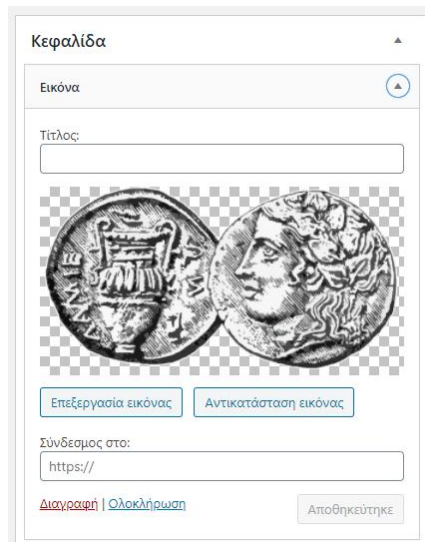 Κεφαλίδα
Εικόνα
Τίτλος:
Επεξεργασία εικόνας Αντικατάσταση εικόνας
Σύνδεσμος στο:
https://
Διαγραφή | Ολοκλήρωση Αποθηκεύτηκε